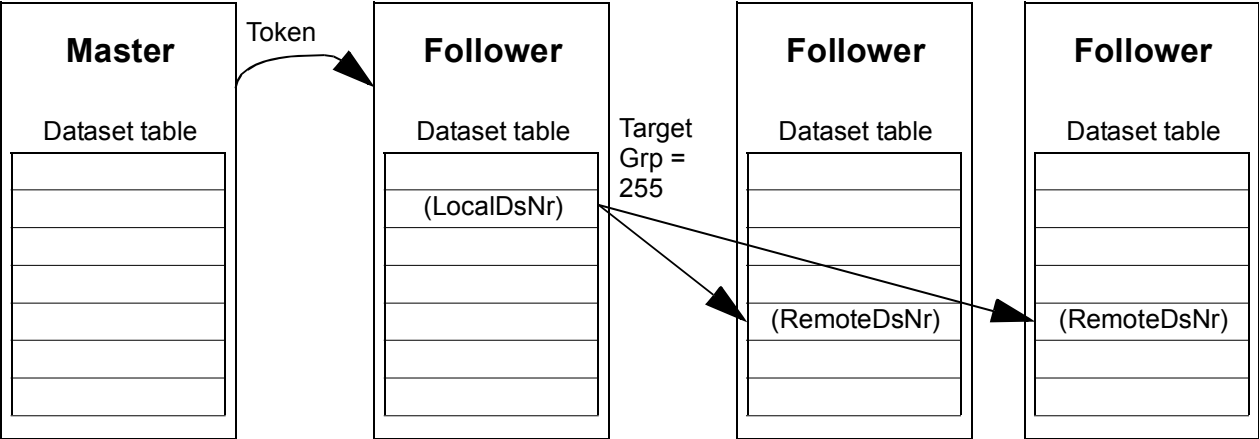 Master
Token
Follower
Follower
Follower
Dataset table
Dataset table
Target
Grp =
255
Dataset table
Dataset table
(LocalDsNr)
(RemoteDsNr)
(RemoteDsNr)